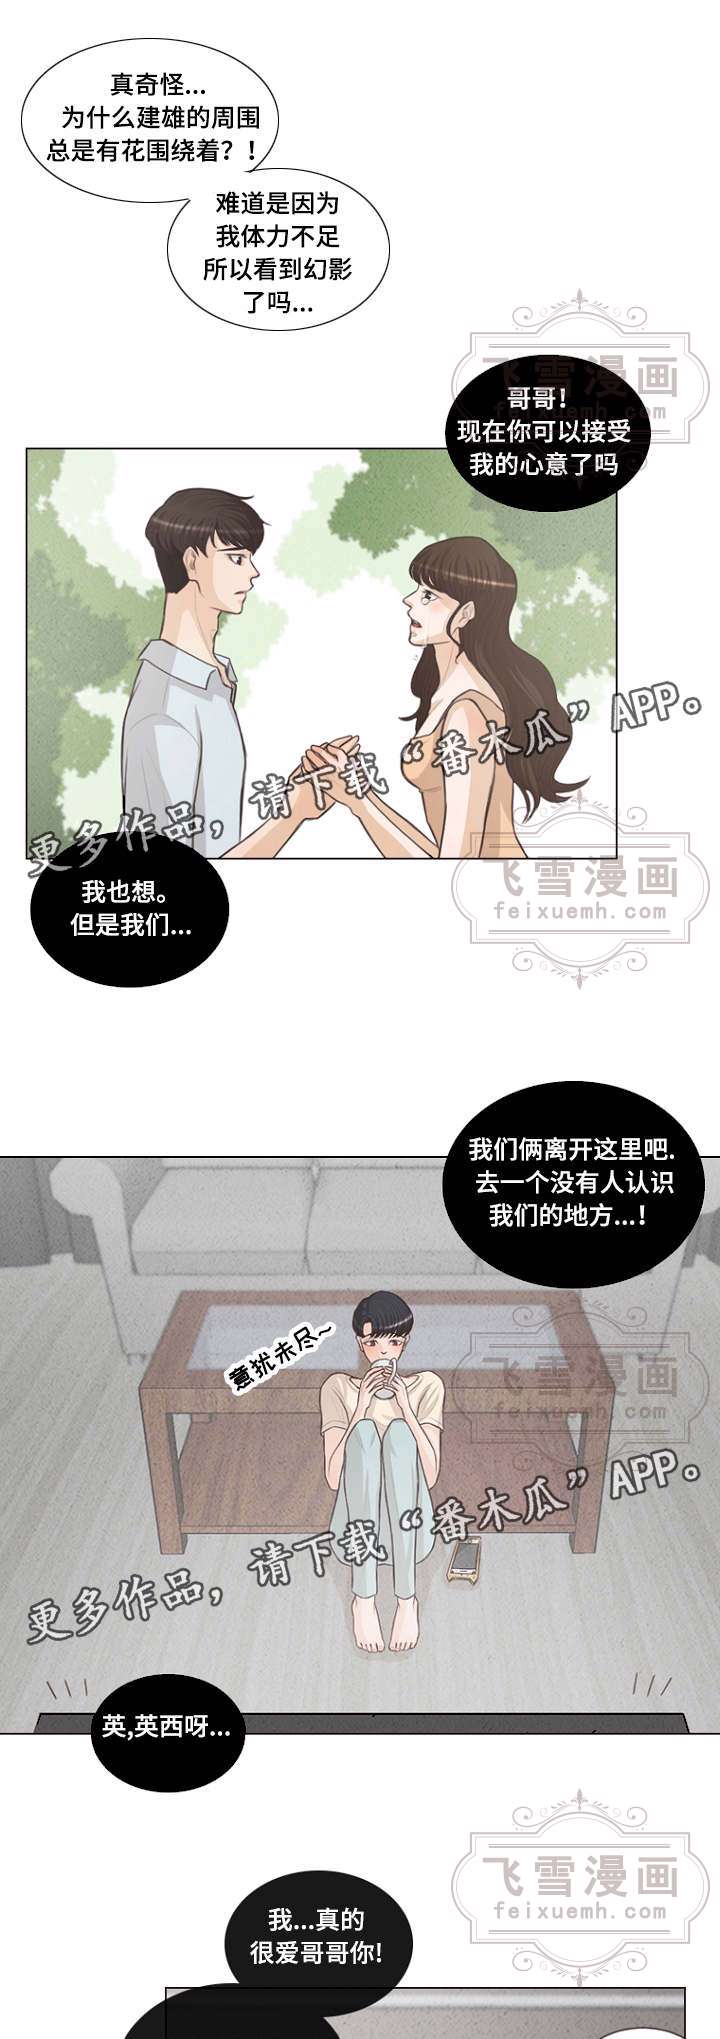 真奇怪...
为什么建雄的周围
总是有花围绕着？！
难道是因为
我体力不足
所以看到幻影
了吗...
飞雪漫画
feixuemh.com
哥哥！
现在你可以接受
我的心意了吗
更多作品，请下载“番木瓜”APP。
我也想。
但是我们...
飞雪漫画
feixuemh.com
我们俩离开这里吧.
去一个没有人认识
我们的地方...！
意犹未尽~
飞雪漫画
feixuemh.com
更多作品，请下载“番木瓜”APP。
英,英西呀...
飞雪漫画
feixuemh.com
我...真的
很爱哥哥你!